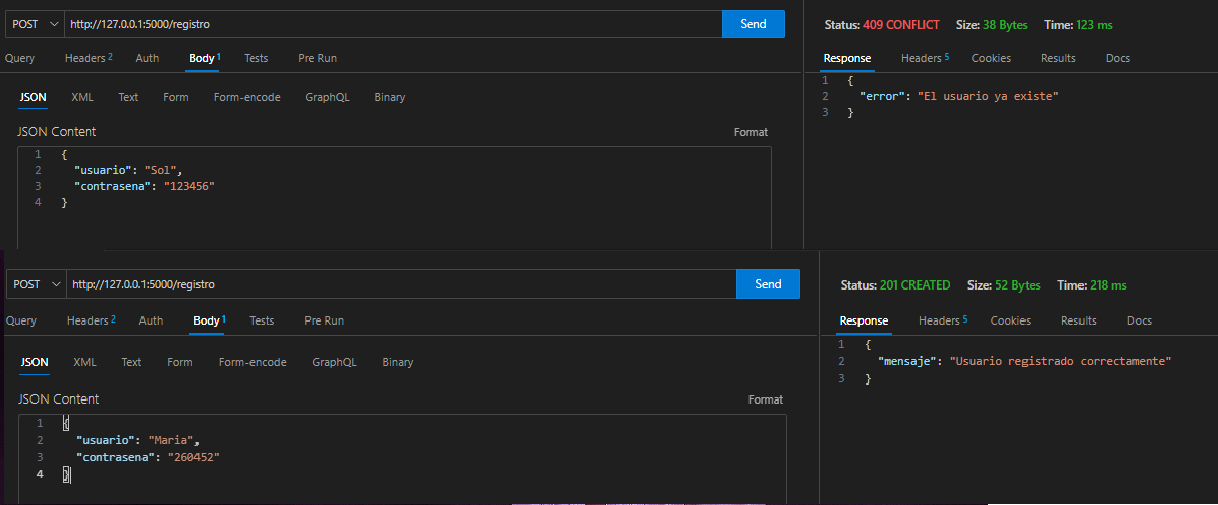 POST http://127.0.0.1:5000/registro Send
Query Headers 2 Auth Body 1 Tests Pre Run
JSON XML Text Form Form-encode GraphQL Binary
JSON Content Format
1 {
2 "usuario": "Sol",
3 "contrasena": "123456"
4 }
Status: 409 CONFLICT Size: 38 Bytes Time: 123 ms
Response Headers 5 Cookies Results Docs
1 {
2 "error": "El usuario ya existe"
3 }
POST http://127.0.0.1:5000/registro Send
Query Headers 2 Auth Body 1 Tests Pre Run
JSON XML Text Form Form-encode GraphQL Binary
JSON Content Format
1 {
2 "usuario": "Maria",
3 "contrasena": "260452"
4 }
Status: 201 CREATED Size: 52 Bytes Time: 218 ms
Response Headers 5 Cookies Results Docs
1 {
2 "mensaje": "Usuario registrado correctamente"
3 }